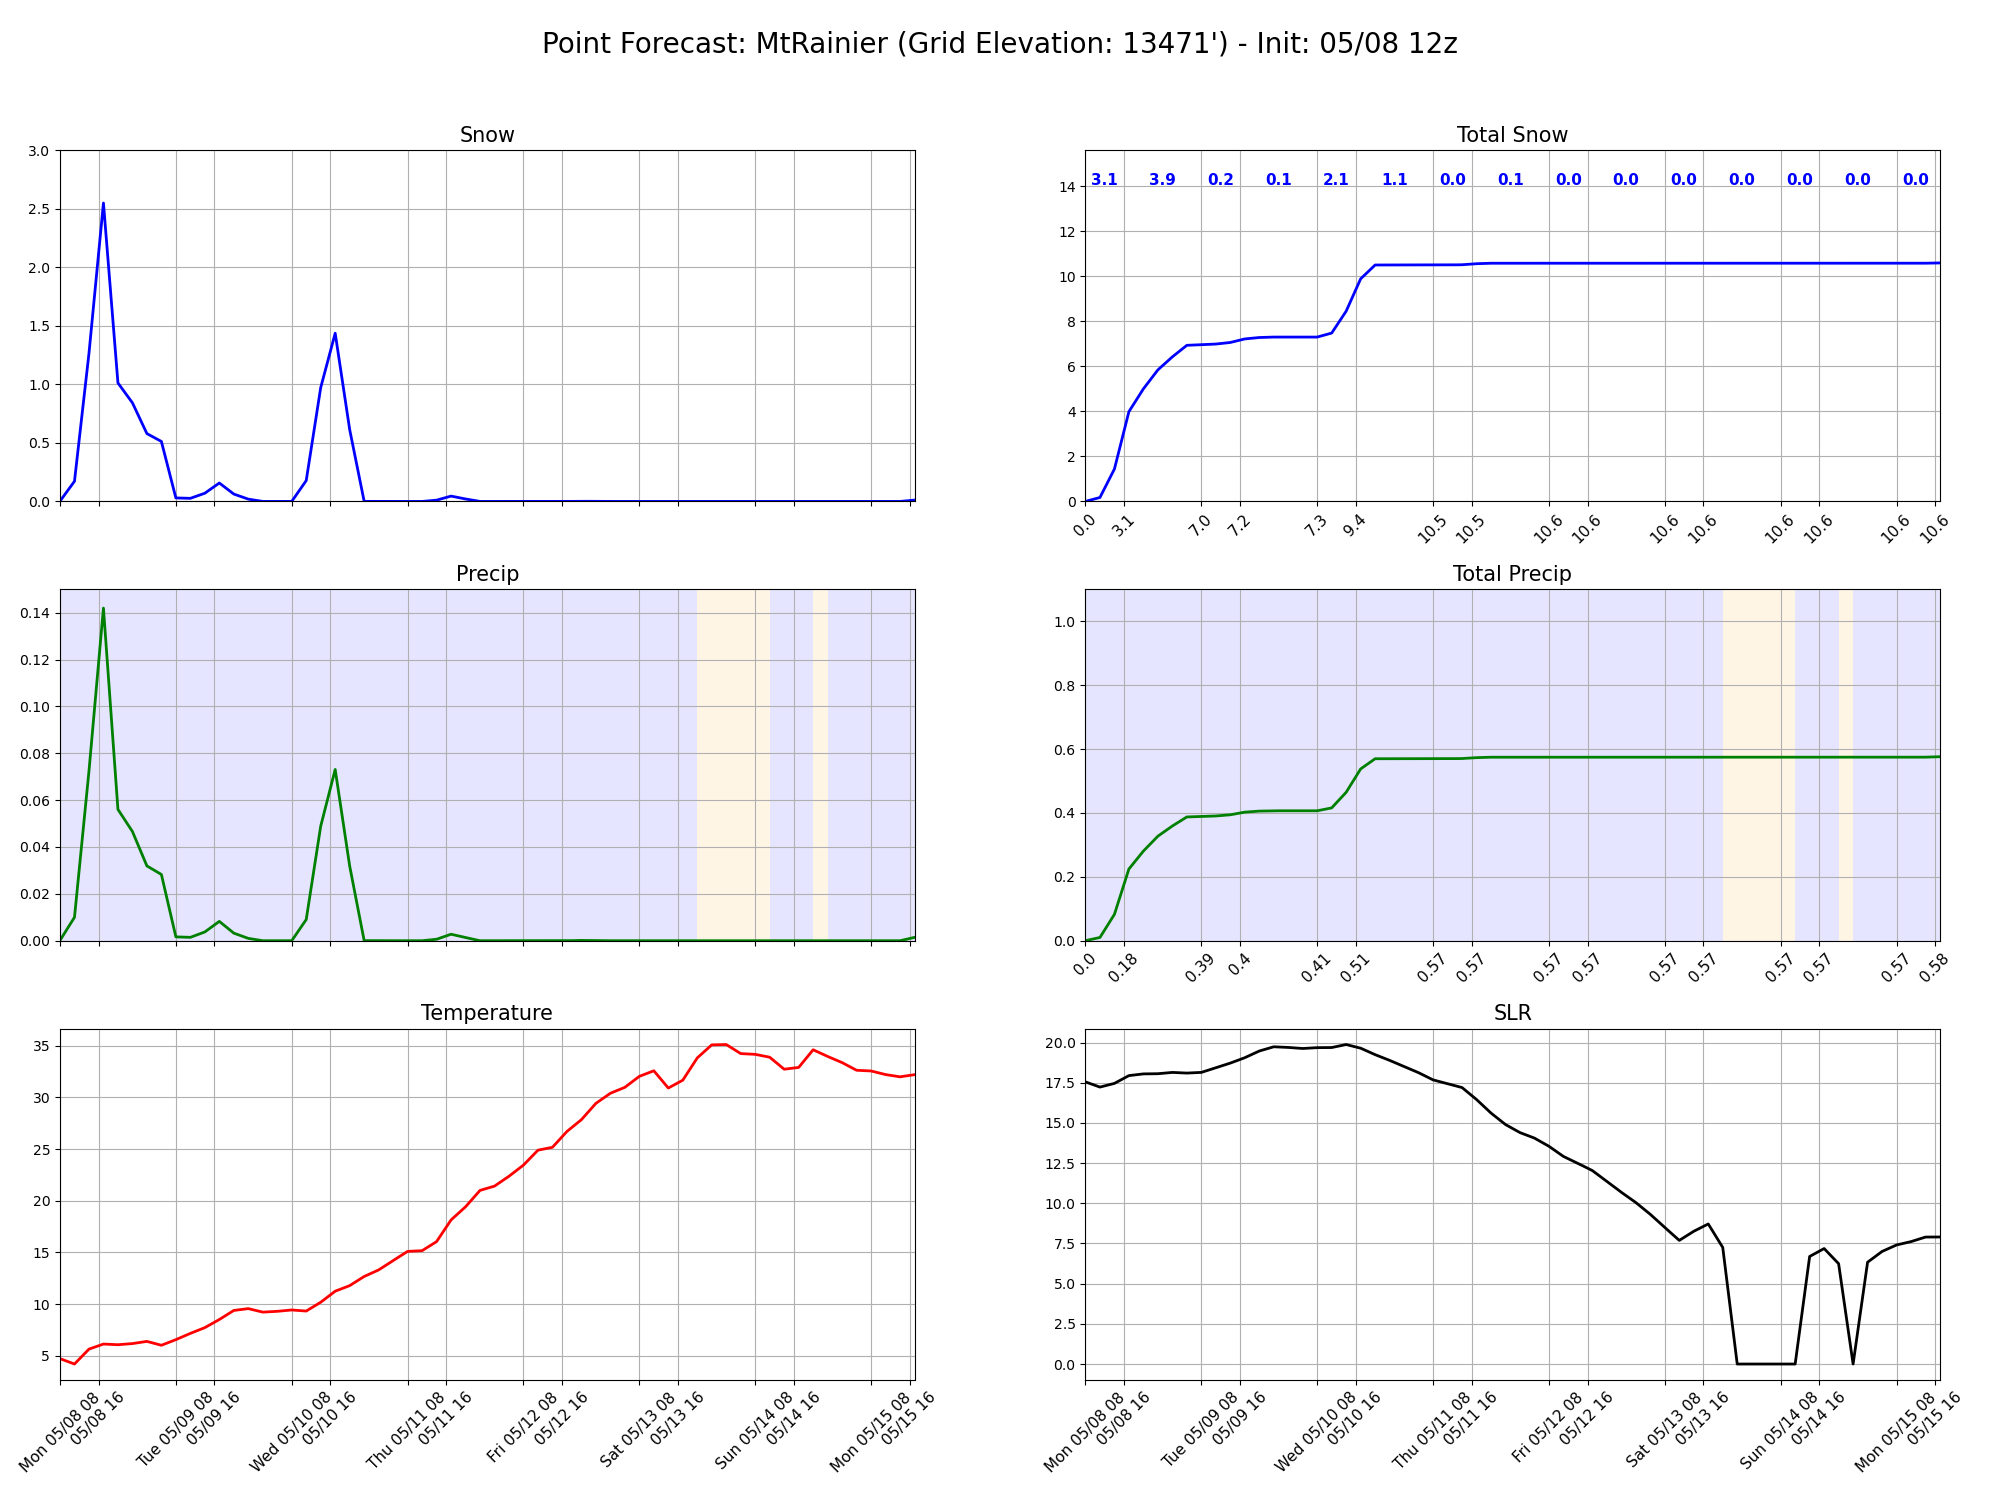 Point Forecast: MtRainier (Grid Elevation: 13471') - Init: 05/08 12z
Snow
3.0
2.5
2.0
1.5
1.0
0.5
0.0
Total Snow
3.1 3.9 0.2 0.1 2.1 1.1 0.0 0.1 0.0 0.0 0.0 0.0 0.0 0.0 0.0
14
12
10
8
6
4
2
0
0.0 3.1 7.0 7.2 7.3 9.4 10.5 10.5 10.6 10.6 10.6 10.6 10.6 10.6 10.6 10.6
Precip
0.14
0.12
0.10
0.08
0.06
0.04
0.02
0.00
Total Precip
1.0
0.8
0.6
0.4
0.2
0.0
0.0 0.18 0.39 0.4 0.41 0.51 0.57 0.57 0.57 0.57 0.57 0.57 0.57 0.57 0.57 0.58
Temperature
35
30
25
20
15
10
5
Mon 05/08 08
05/08 16
Tue 05/09 08
05/09 16
Wed 05/10 08
05/10 16
Thu 05/11 08
05/11 16
Fri 05/12 08
05/12 16
Sat 05/13 08
05/13 16
Sun 05/14 08
05/14 16
Mon 05/15 08
05/15 16
SLR
20.0
17.5
15.0
12.5
10.0
7.5
5.0
2.5
0.0
Mon 05/08 08
05/08 16
Tue 05/09 08
05/09 16
Wed 05/10 08
05/10 16
Thu 05/11 08
05/11 16
Fri 05/12 08
05/12 16
Sat 05/13 08
05/13 16
Sun 05/14 08
05/14 16
Mon 05/15 08
05/15 16